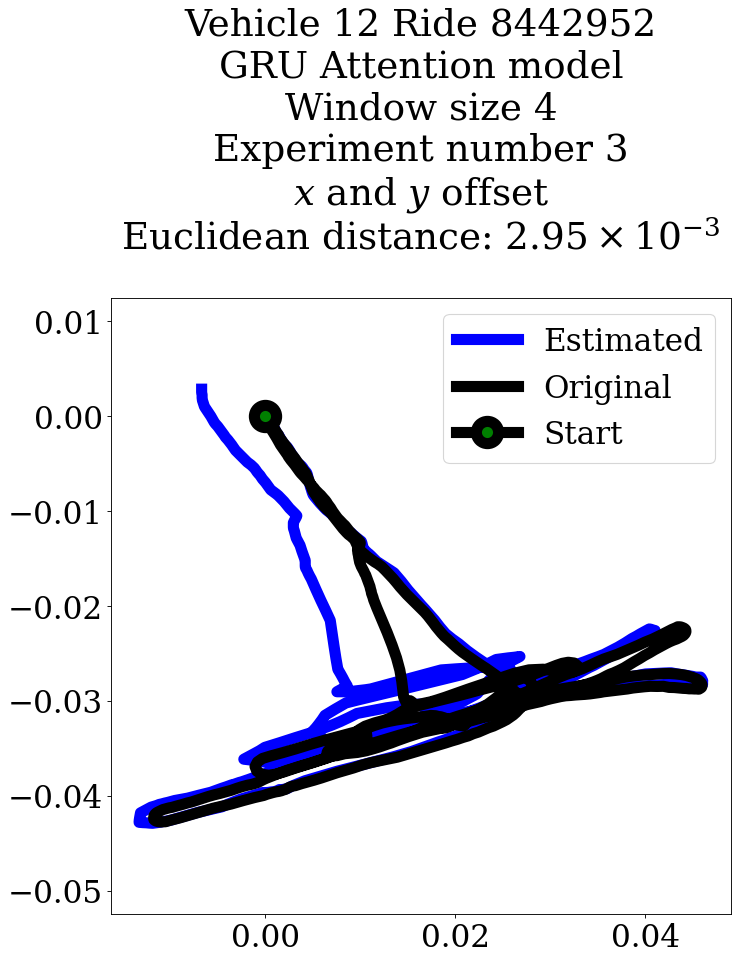 Vehicle 12 Ride 8442952
GRU Attention model
Window size 4
Experiment number 3
x and y offset
Euclidean distance: 2.95 × 10⁻³
Estimated
Original
Start
0.01
0.00
−0.01
−0.02
−0.03
−0.04
−0.05
0.00 0.02 0.04